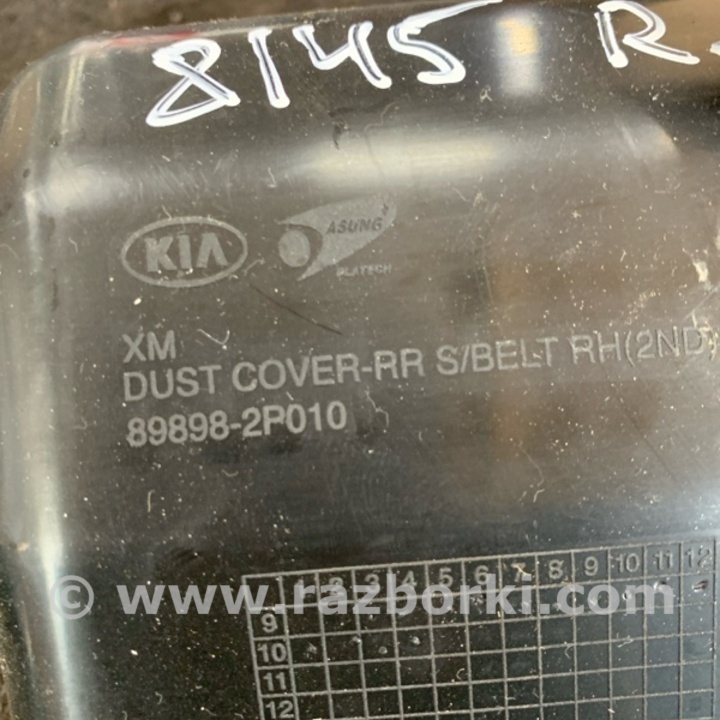 8145 R
KIA
DASUNG
PLATECH
XM
DUST COVER-RR S/BELT RH(2ND)
89898-2P010
1 2 3 4 5 6 7 8 9 10 11 12
9
© www.razborki.com
10
11
12